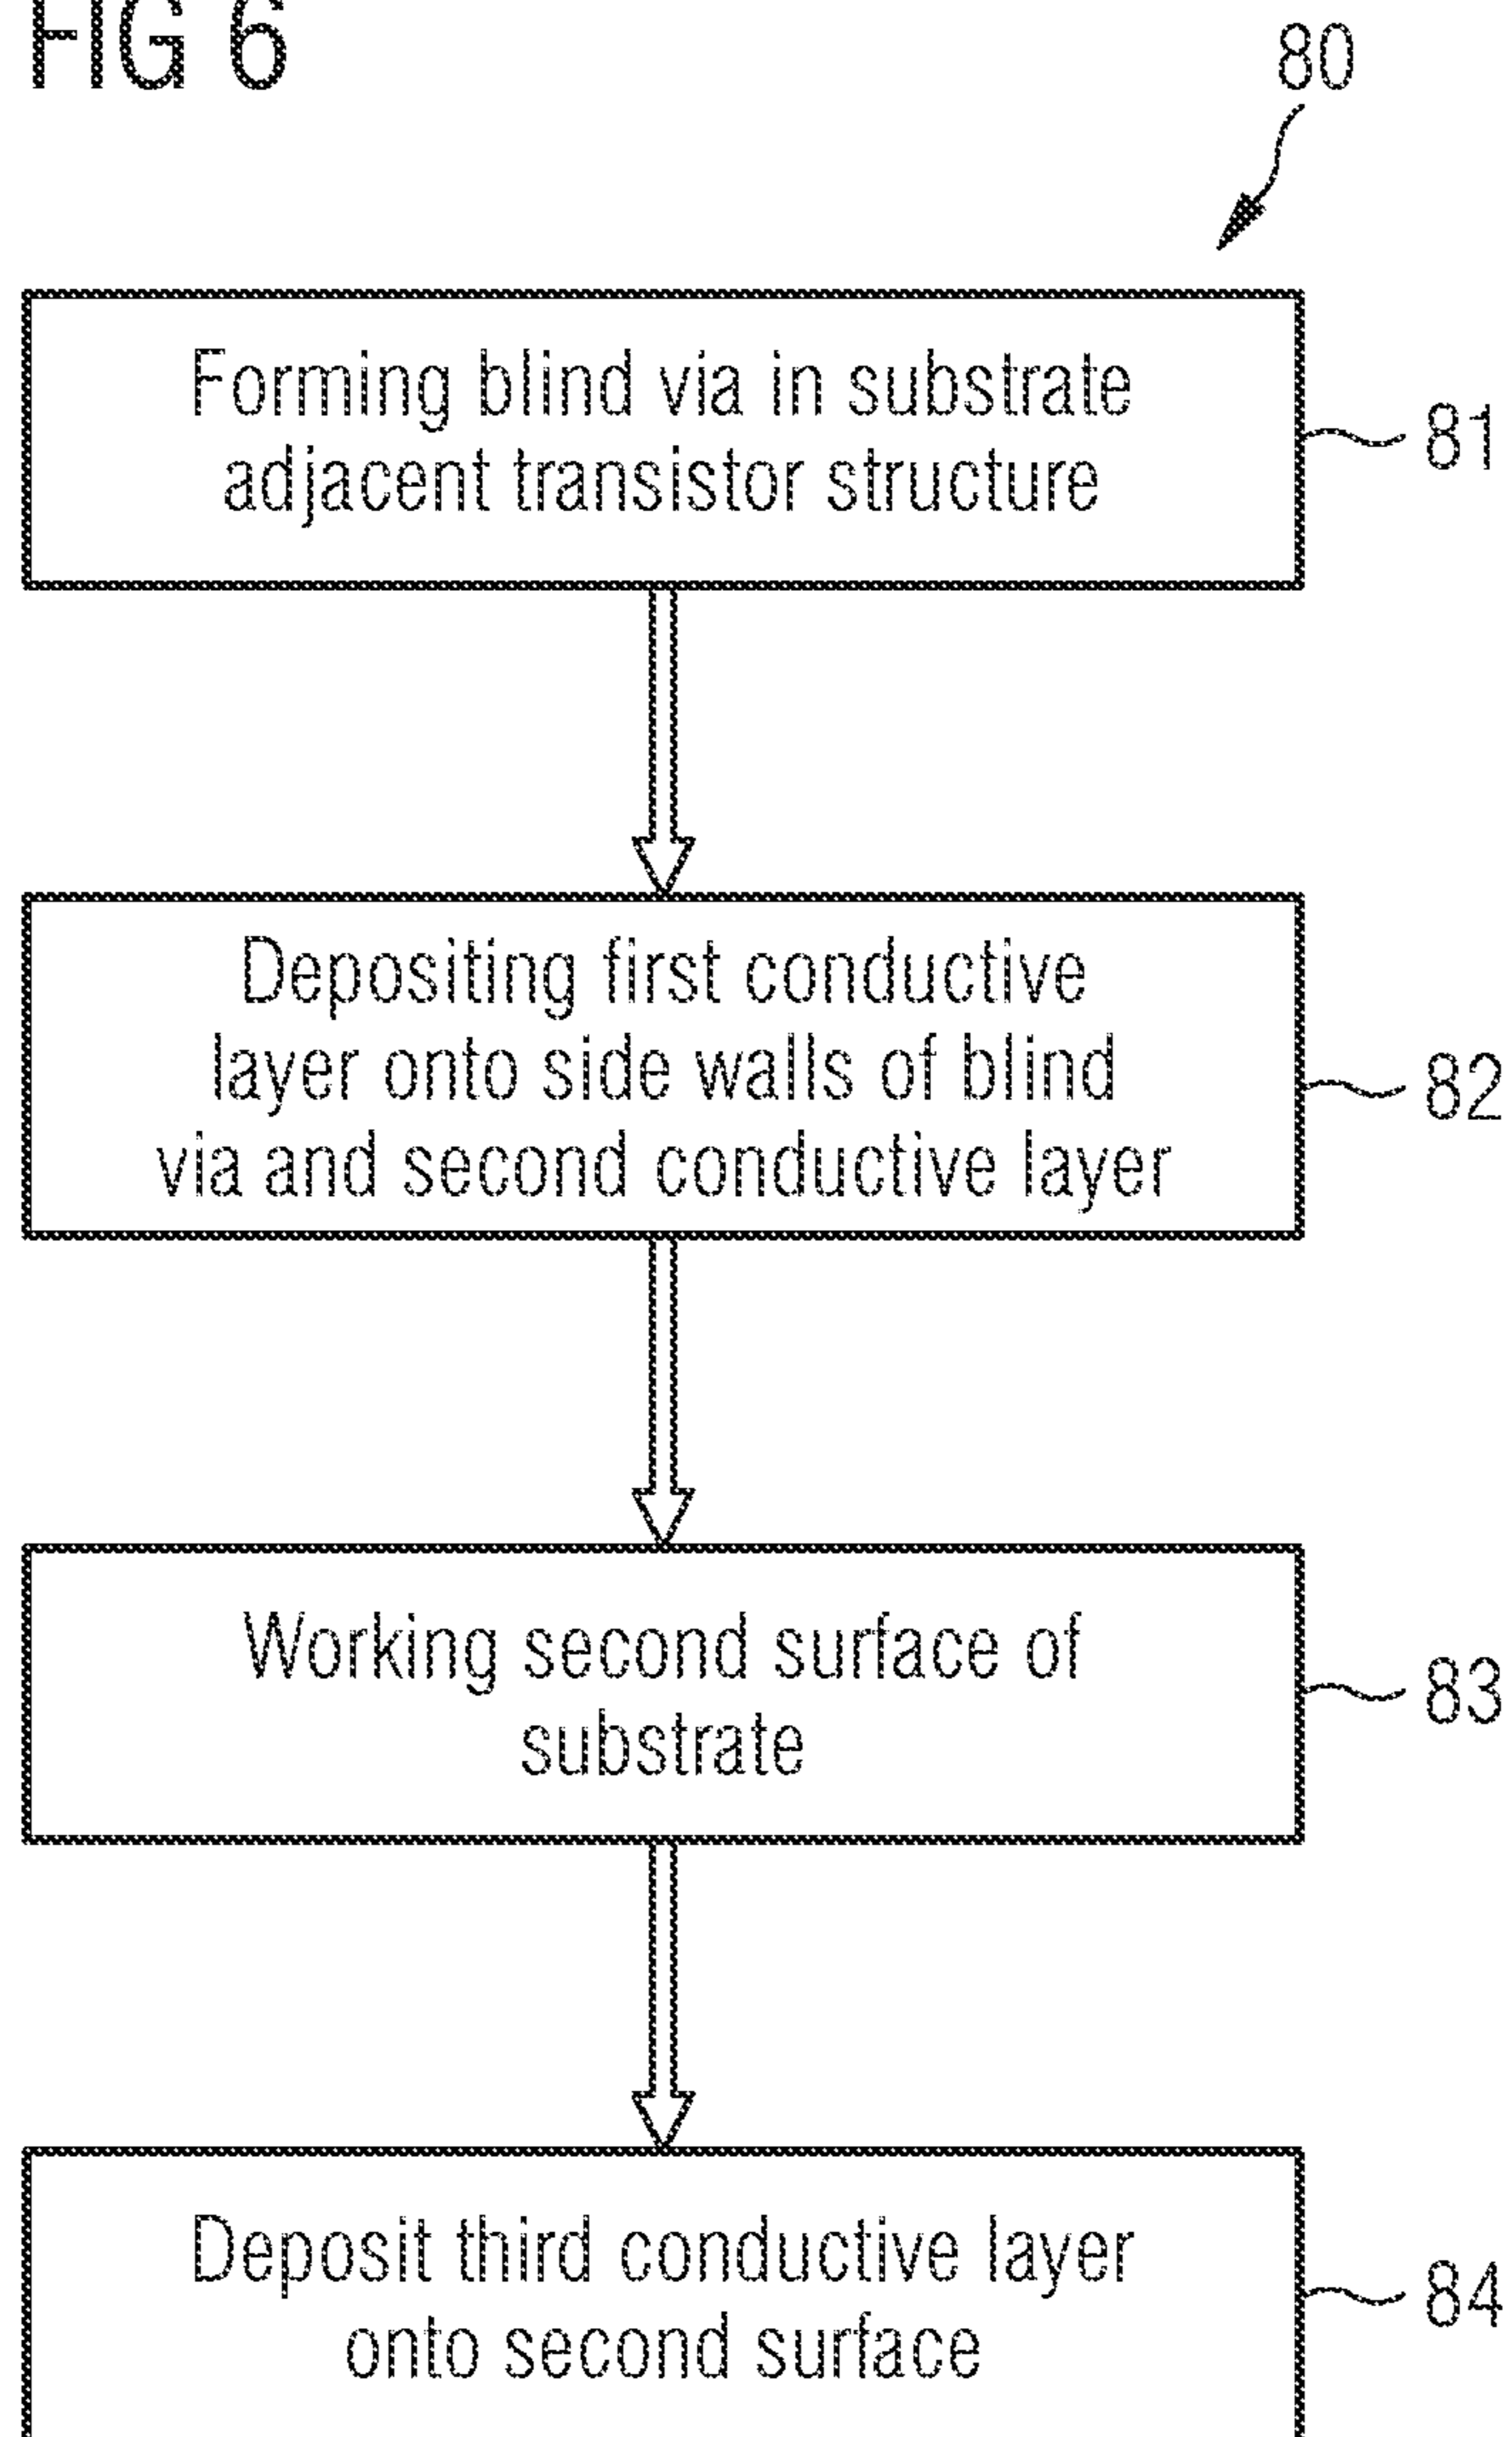 FIG 6
80
Forming blind via in substrate
adjacent transistor structure
81
Depositing first conductive
layer onto side walls of blind
via and second conductive layer
82
Working second surface of
substrate
83
Deposit third conductive layer
onto second surface
84